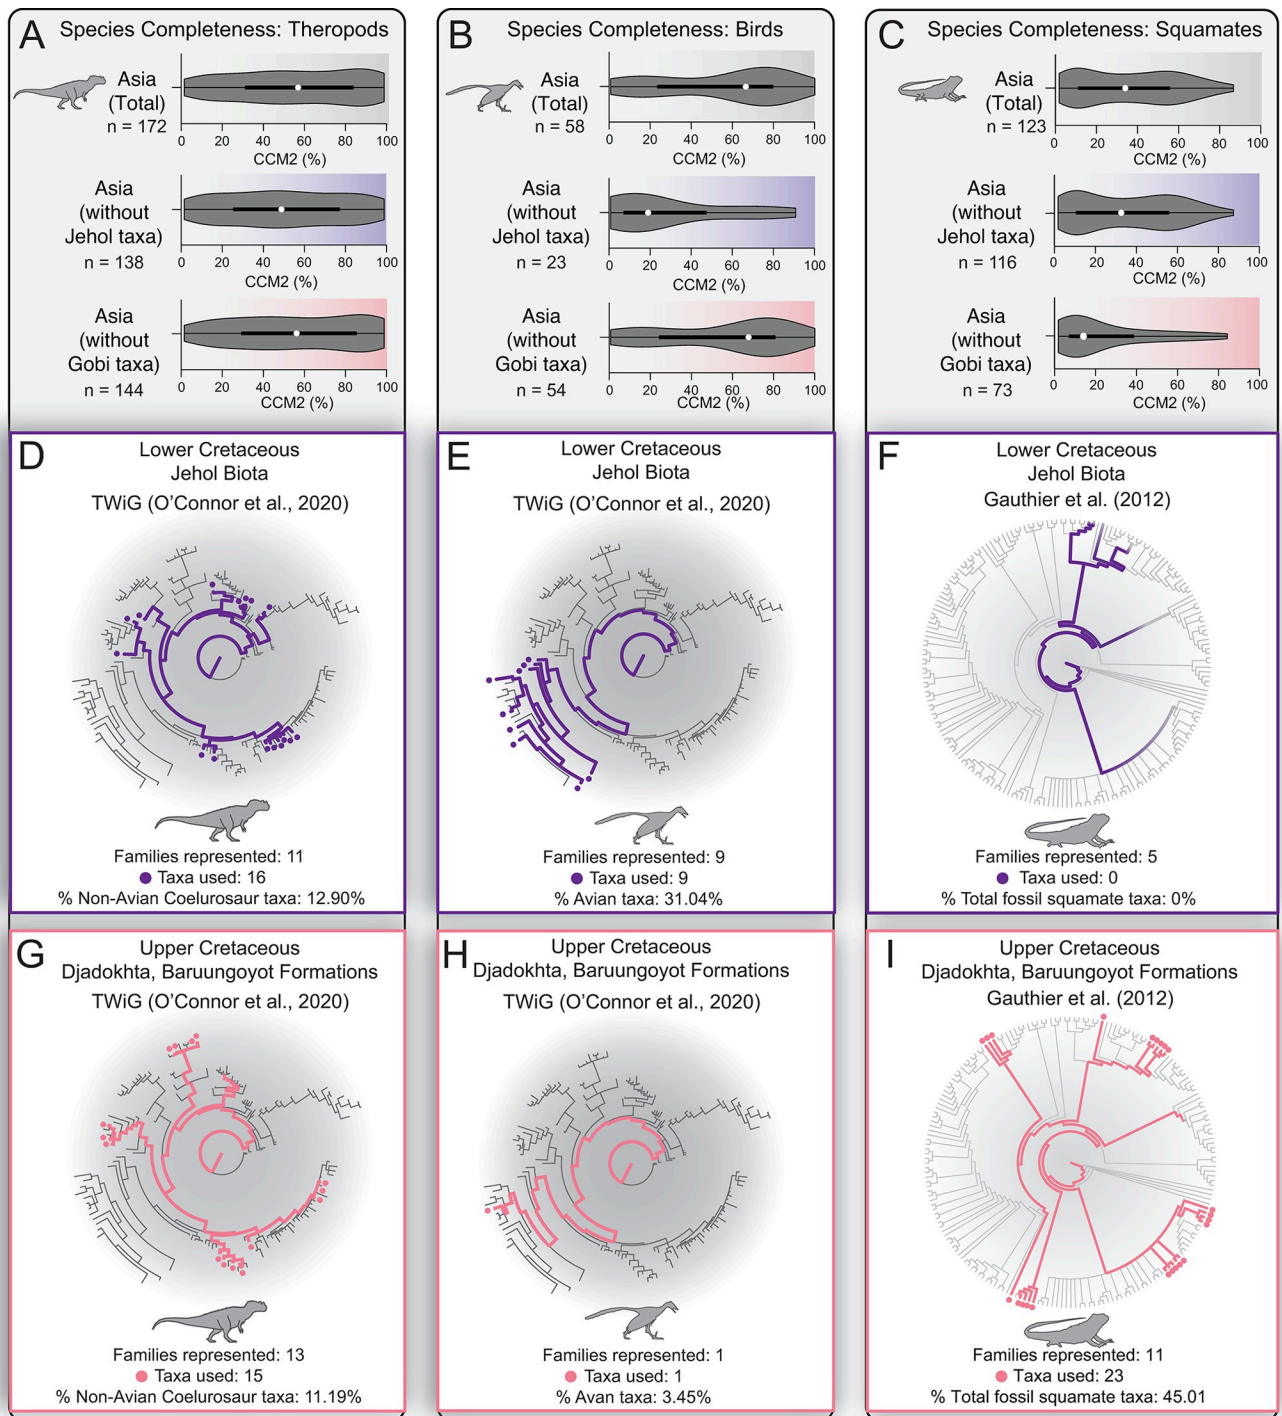 A Species Completeness: Theropods
Asia
(Total)
n = 172
0 20 40 60 80 100
CCM2 (%)
Asia
(without
Jehol taxa)
n = 138
0 20 40 60 80 100
CCM2 (%)
Asia
(without
Gobi taxa)
n = 144
0 20 40 60 80 100
CCM2 (%)
B Species Completeness: Birds
Asia
(Total)
n = 58
0 20 40 60 80 100
CCM2 (%)
Asia
(without
Jehol taxa)
n = 23
0 20 40 60 80 100
CCM2 (%)
Asia
(without
Gobi taxa)
n = 54
0 20 40 60 80 100
CCM2 (%)
C Species Completeness: Squamates
Asia
(Total)
n = 123
0 20 40 60 80 100
CCM2 (%)
Asia
(without
Jehol taxa)
n = 116
0 20 40 60 80 100
CCM2 (%)
Asia
(without
Gobi taxa)
n = 73
0 20 40 60 80 100
CCM2 (%)
D Lower Cretaceous
Jehol Biota
TWiG (O'Connor et al., 2020)
Families represented: 11
Taxa used: 16
% Non-Avian Coelurosaur taxa: 12.90%
E Lower Cretaceous
Jehol Biota
TWiG (O'Connor et al., 2020)
Families represented: 9
Taxa used: 9
% Avian taxa: 31.04%
F Lower Cretaceous
Jehol Biota
Gauthier et al. (2012)
Families represented: 5
Taxa used: 0
% Total fossil squamate taxa: 0%
G Upper Cretaceous
Djadokhta, Baruungoyot Formations
TWiG (O'Connor et al., 2020)
Families represented: 13
Taxa used: 15
% Non-Avian Coelurosaur taxa: 11.19%
H Upper Cretaceous
Djadokhta, Baruungoyot Formations
TWiG (O'Connor et al., 2020)
Families represented: 1
Taxa used: 1
% Avan taxa: 3.45%
I Upper Cretaceous
Djadokhta, Baruungoyot Formations
Gauthier et al. (2012)
Families represented: 11
Taxa used: 23
% Total fossil squamate taxa: 45.01